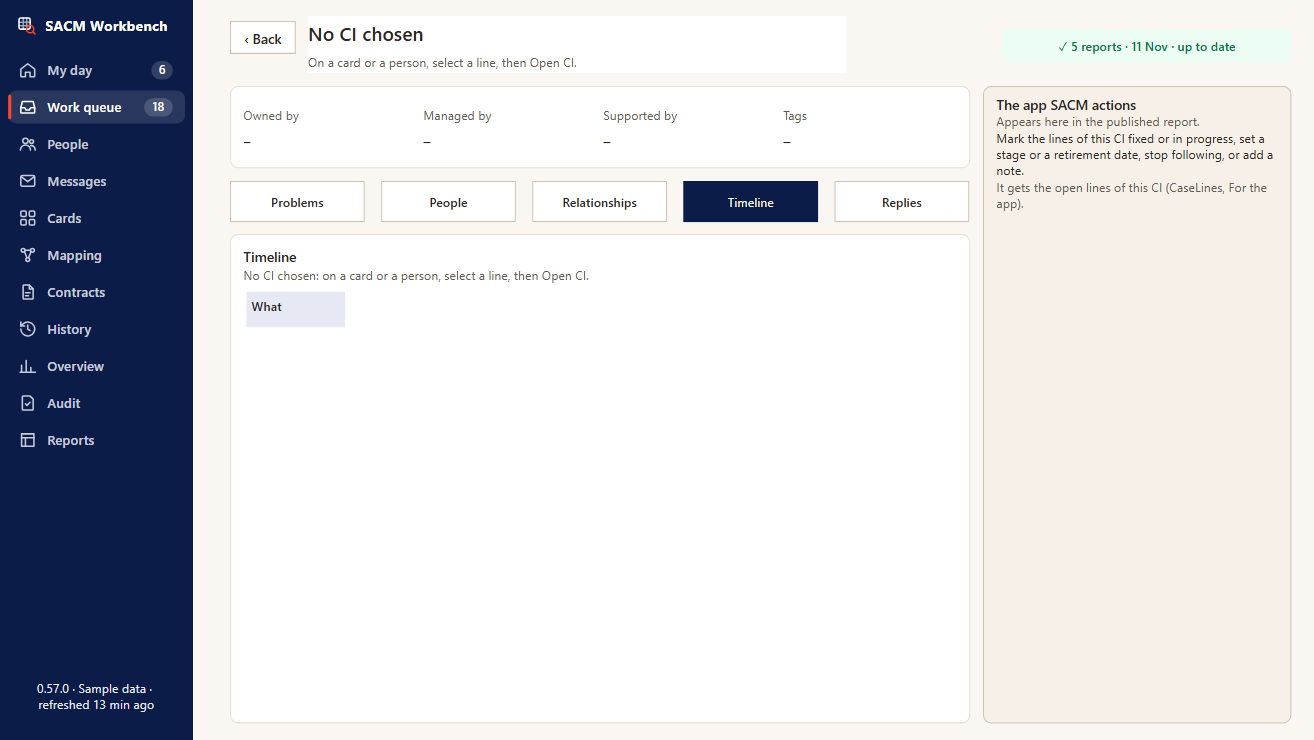 SACM Workbench
My day 6
Work queue 18
People
Messages
Cards
Mapping
Contracts
History
Overview
Audit
Reports
0.57.0 · Sample data ·
refreshed 13 min ago
‹ Back
No CI chosen
On a card or a person, select a line, then Open CI.
✓ 5 reports · 11 Nov · up to date
Owned by Managed by Supported by Tags
– – – –
Problems People Relationships Timeline Replies
Timeline
No CI chosen: on a card or a person, select a line, then Open CI.
What
The app SACM actions
Appears here in the published report.
Mark the lines of this CI fixed or in progress, set a
stage or a retirement date, stop following, or add a
note.
It gets the open lines of this CI (CaseLines, For the
app).